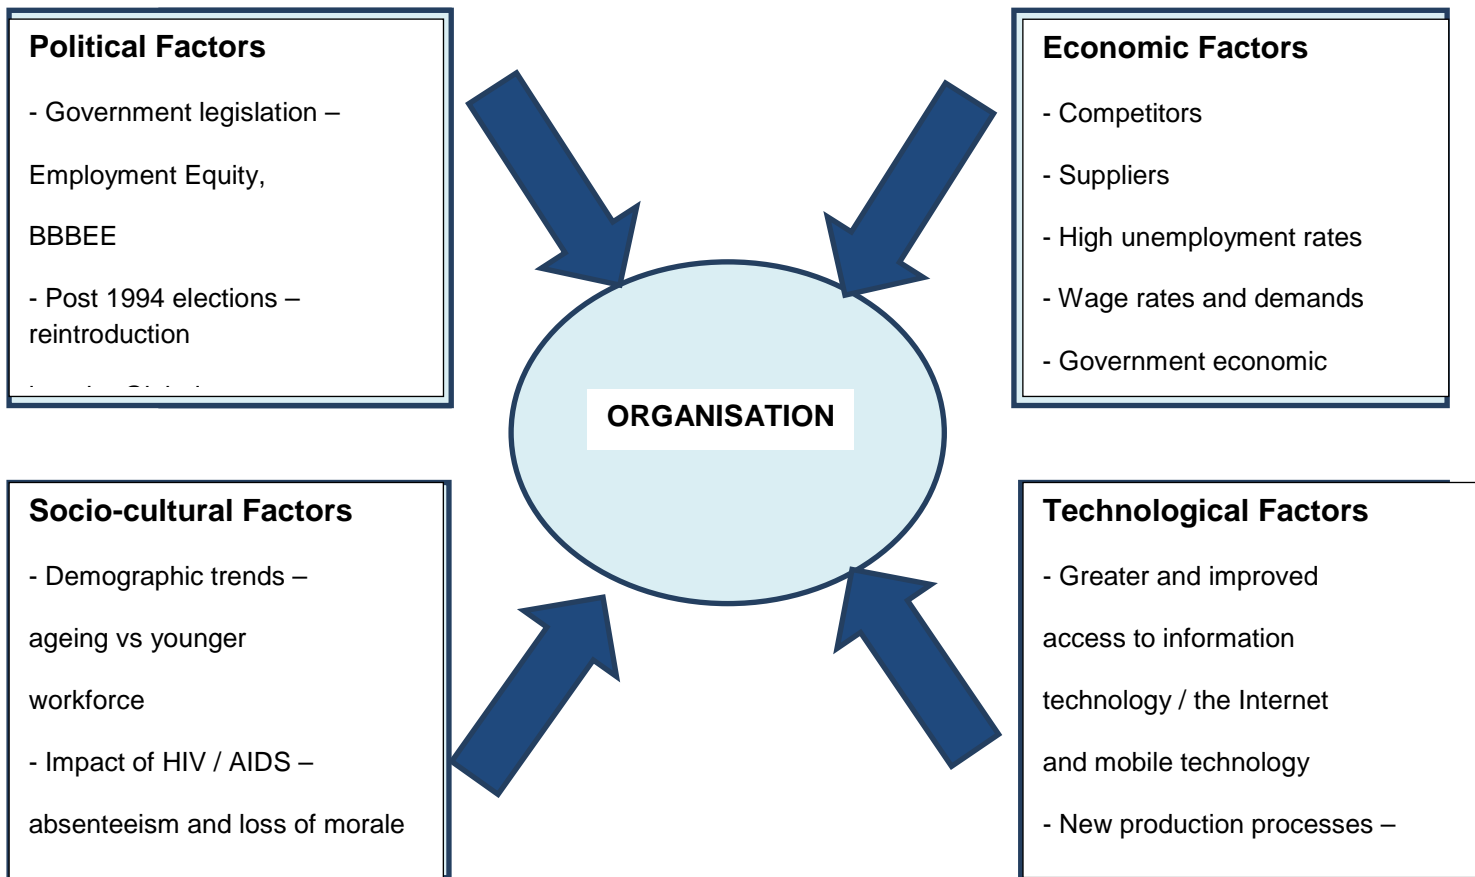 Political Factors
- Government legislation –
Employment Equity,
BBBEE
- Post 1994 elections –
reintroduction
Economic Factors
- Competitors
- Suppliers
- High unemployment rates
- Wage rates and demands
- Government economic
ORGANISATION
Socio-cultural Factors
- Demographic trends –
ageing vs younger
workforce
- Impact of HIV / AIDS –
absenteeism and loss of morale
Technological Factors
- Greater and improved
access to information
technology / the Internet
and mobile technology
- New production processes –